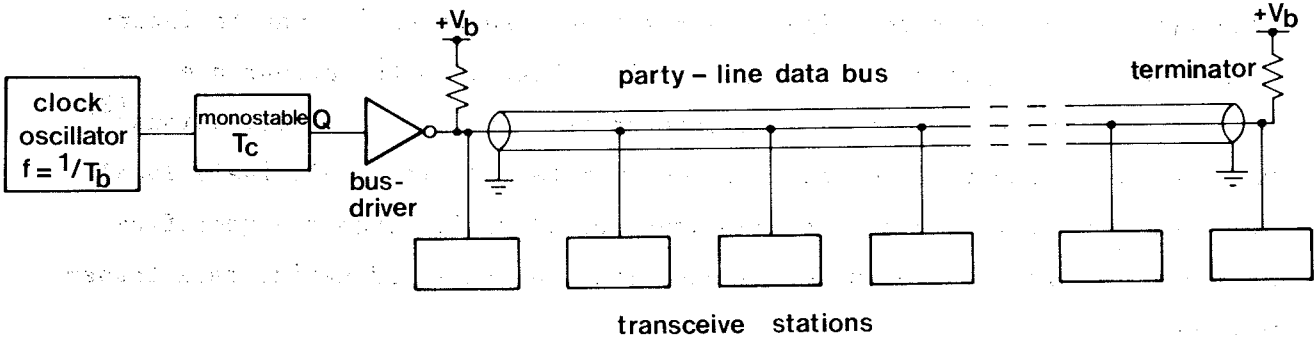 +Vb
+Vb
party – line data bus
terminator
clock
oscillator
f = 1/Tb
monostable
Tc
Q
bus-
driver
transceive stations